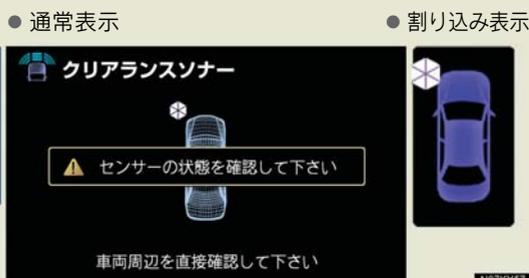 ● 通常表示
● 割り込み表示
クリアランスソナー
センサーの状態を確認して下さい
車両周辺を直接確認して下さい